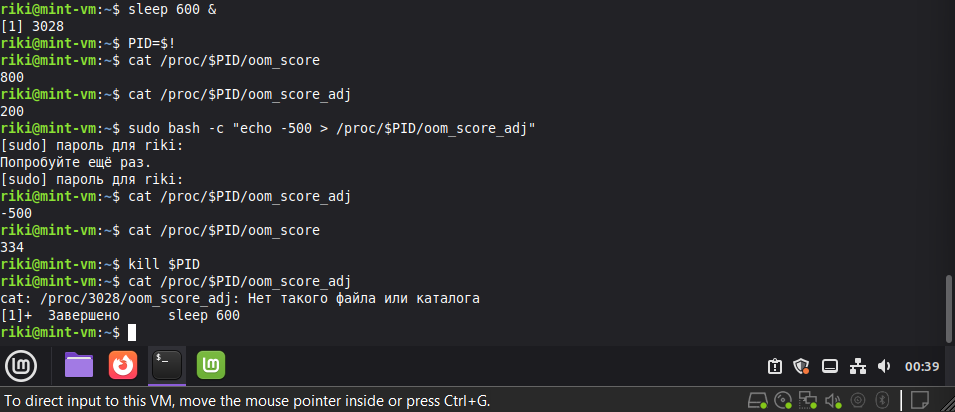 riki@mint-vm:~$ sleep 600 &
[1] 3028
riki@mint-vm:~$ PID=$!
riki@mint-vm:~$ cat /proc/$PID/oom_score
800
riki@mint-vm:~$ cat /proc/$PID/oom_score_adj
200
riki@mint-vm:~$ sudo bash -c "echo -500 > /proc/$PID/oom_score_adj"
[sudo] пароль для riki:
Попробуйте ещё раз.
[sudo] пароль для riki:
riki@mint-vm:~$ cat /proc/$PID/oom_score_adj
-500
riki@mint-vm:~$ cat /proc/$PID/oom_score
334
riki@mint-vm:~$ kill $PID
riki@mint-vm:~$ cat /proc/$PID/oom_score_adj
cat: /proc/3028/oom_score_adj: Нет такого файла или каталога
[1]+  Завершено      sleep 600
riki@mint-vm:~$
$_
00:39
To direct input to this VM, move the mouse pointer inside or press Ctrl+G.